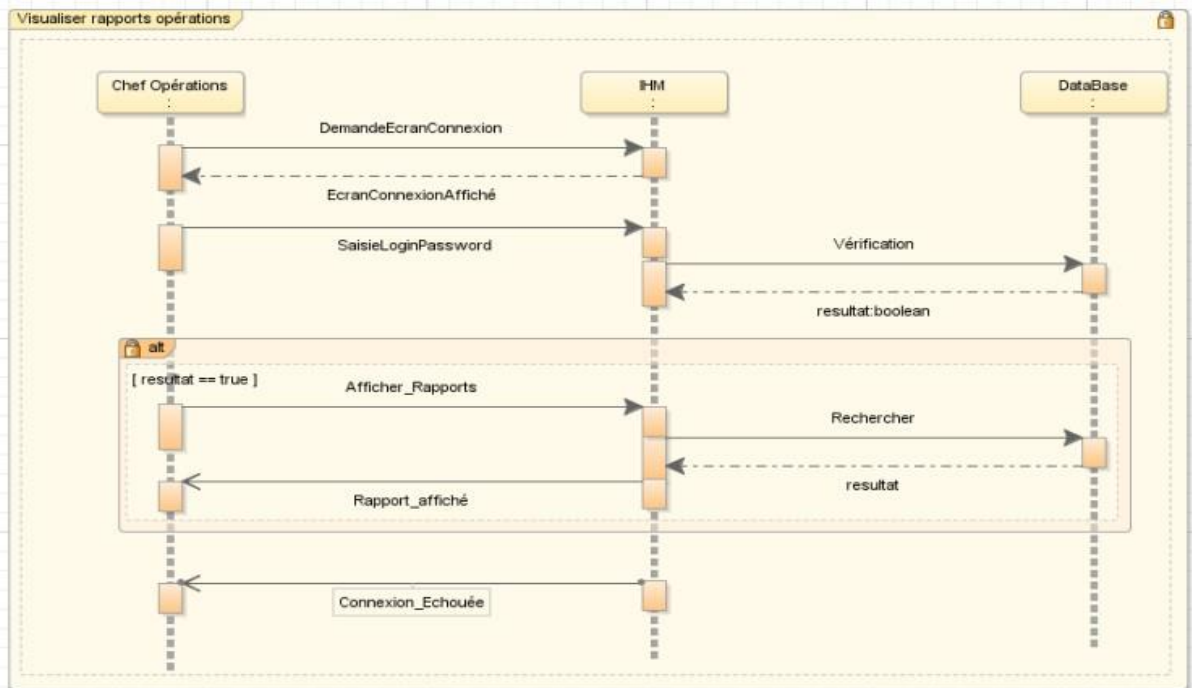 Visualiser rapports opérations
Chef Opérations
:
IHM
:
DataBase
:
DemandeEcranConnexion
EcranConnexionAffiché
SaisieLoginPassword
Vérification
resultat:boolean
alt
[ resultat == true ]
Afficher_Rapports
Rechercher
resultat
Rapport_affiché
Connexion_Echouée